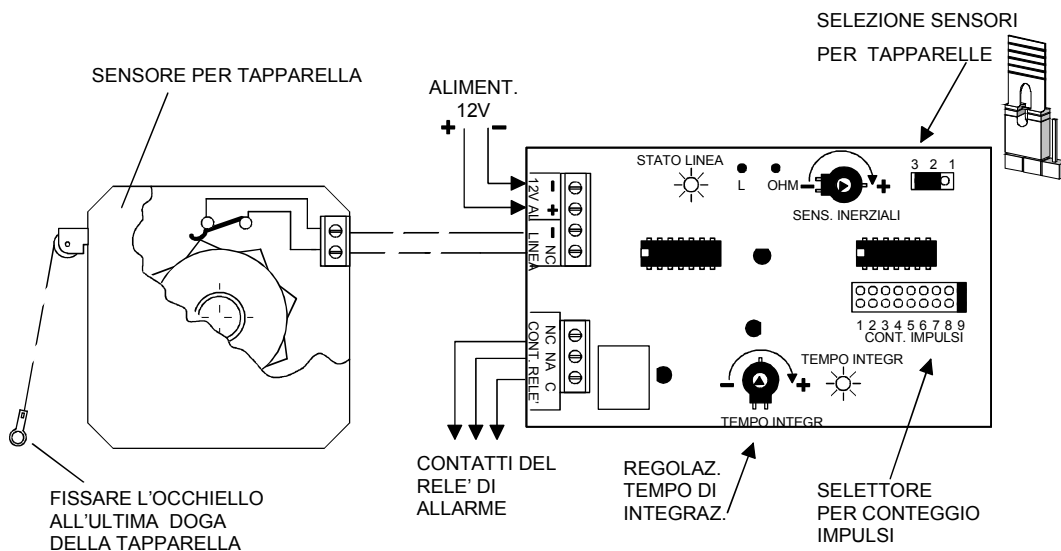 SELEZIONE SENSORI
PER TAPPARELLE
SENSORE PER TAPPARELLA
ALIMENT.
12V
+ −
STATO LINEA
L
OHM
− +
SENS. INERZIALI
3 2 1
12V AL
− +
LINEA
− NC
1 2 3 4 5 6 7 8 9
CONT. IMPULSI
CONT. RELE'
NC NA C
TEMPO INTEGR
− +
TEMPO INTEGR
FISSARE L'OCCHIELLO
ALL'ULTIMA DOGA
DELLA TAPPARELLA
CONTATTI DEL
RELE' DI
ALLARME
REGOLAZ.
TEMPO DI
INTEGRAZ.
SELETTORE
PER CONTEGGIO
IMPULSI